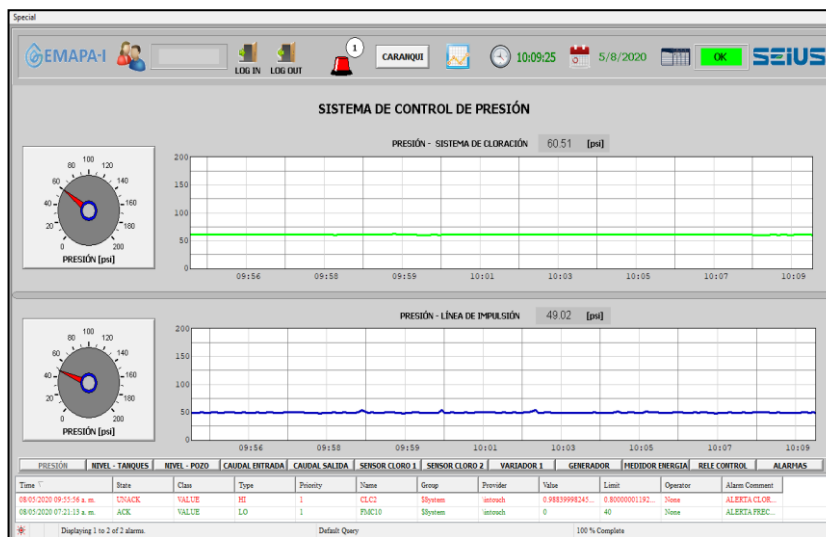 Special
EMAPA-I
LOG IN
LOG OUT
1
CARANQUI
10:09:25
5/8/2020
OK
SEIUS
SISTEMA DE CONTROL DE PRESIÓN
PRESIÓN - SISTEMA DE CLORACIÓN 60.51 [psi]
0 20 40 60 80 100 120 140 160 180 200
PRESIÓN [psi]
200
150
100
50
0
09:56 09:58 09:59 10:01 10:03 10:05 10:07 10:09
PRESIÓN - LÍNEA DE IMPULSIÓN 49.02 [psi]
0 20 40 60 80 100 120 140 160 180 200
PRESIÓN [psi]
200
150
100
50
0
09:56 09:58 09:59 10:01 10:03 10:05 10:07 10:09
PRESIÓN NIVEL - TANQUES NIVEL - POZO CAUDAL ENTRADA CAUDAL SALIDA SENSOR CLORO 1 SENSOR CLORO 2 VARIADOR 1 GENERADOR MEDIDOR ENERGIA RELE CONTROL ALARMAS
Time State Class Type Priority Name Group Provider Value Limit Operator Alarm Comment
08/05/2020 09:55:56 a. m. UNACK VALUE HI 1 CLC2 $System \intouch 0.98839998245... 0.80000001192... None ALERTA CLOR...
08/05/2020 07:21:15 a. m. ACK VALUE LO 1 FMC10 $System \intouch 0 40 None ALERTA FREC...
Displaying 1 to 2 of 2 alarms. Default Query 100 % Complete